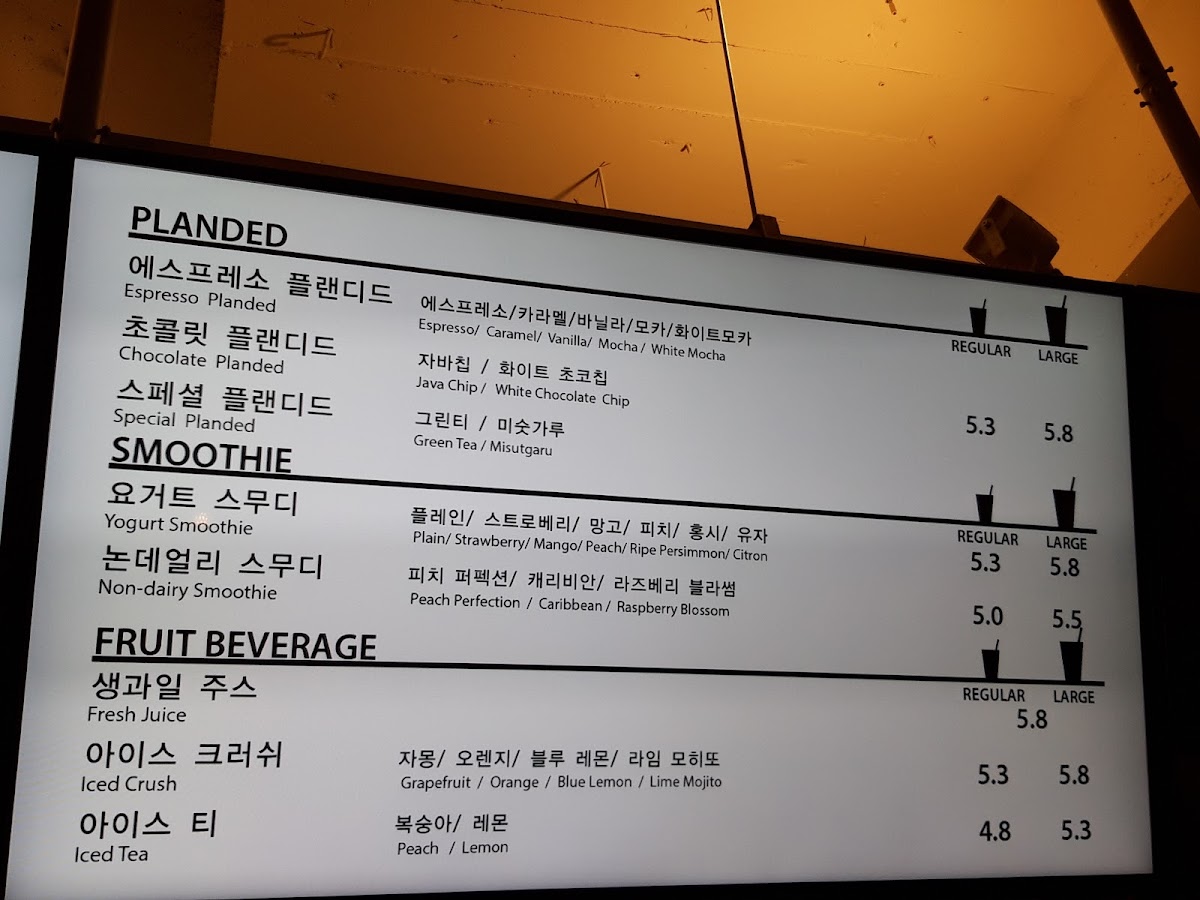 PLANDED
에스프레소 플랜디드 에스프레소/카라멜/바닐라/모카/화이트모카
Espresso Planded Espresso/ Caramel/ Vanilla/ Mocha / White Mocha
REGULAR LARGE
초콜릿 플랜디드 자바칩 / 화이트 초코칩
Chocolate Planded Java Chip / White Chocolate Chip
5.3 5.8
스페셜 플랜디드 그린티 / 미숫가루
Special Planded Green Tea / Misutgaru
SMOOTHIE
REGULAR LARGE
요거트 스무디 플레인/ 스트로베리/ 망고/ 피치/ 홍시/ 유자
Yogurt Smoothie Plain/ Strawberry/ Mango/ Peach/ Ripe Persimmon/ Citron
5.3 5.8
논데얼리 스무디 피치 퍼펙션/ 캐리비안/ 라즈베리 블라썸
Non-dairy Smoothie Peach Perfection / Caribbean / Raspberry Blossom
5.0 5.5
FRUIT BEVERAGE
REGULAR LARGE
생과일 주스
Fresh Juice
5.8
아이스 크러쉬 자몽/ 오렌지/ 블루 레몬/ 라임 모히또
Iced Crush Grapefruit / Orange / Blue Lemon / Lime Mojito
5.3 5.8
아이스 티 복숭아/ 레몬
Iced Tea Peach / Lemon
4.8 5.3